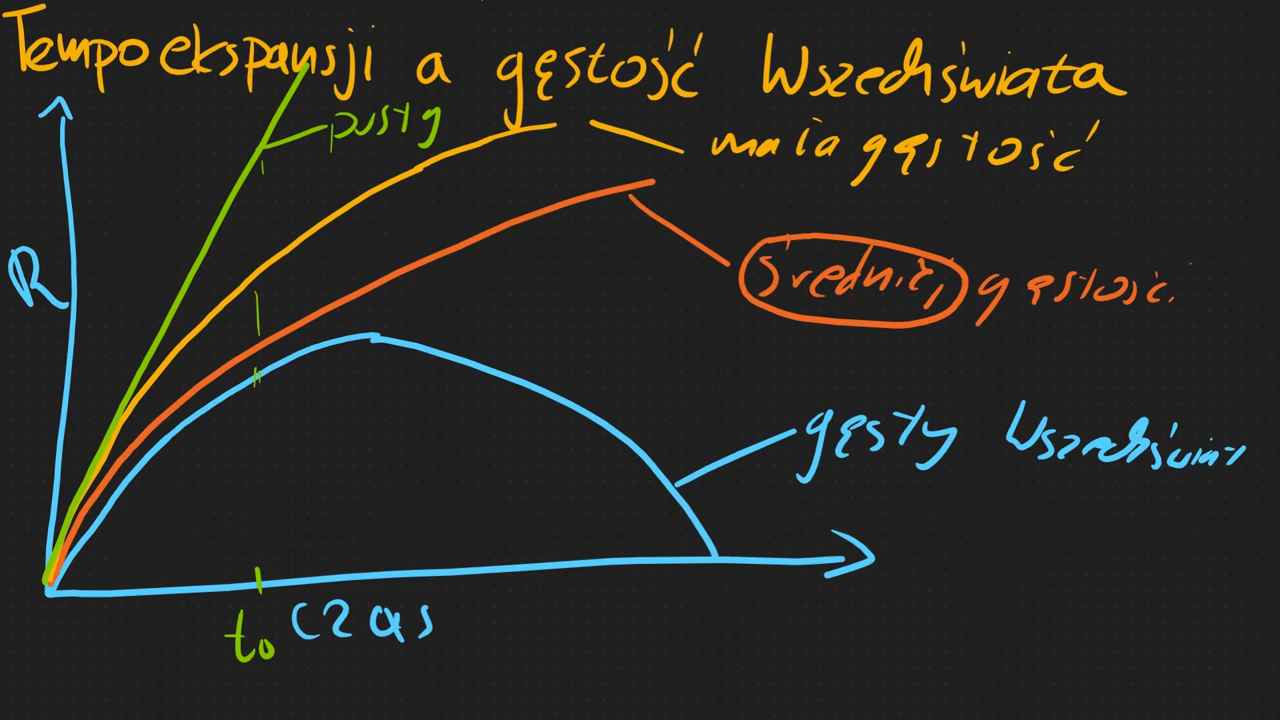 Tempo ekspansji a gęstość Wszechświata
pusty
mała gęstość
R
średnia gęstość
gęsty Wszechświat
t0 czas